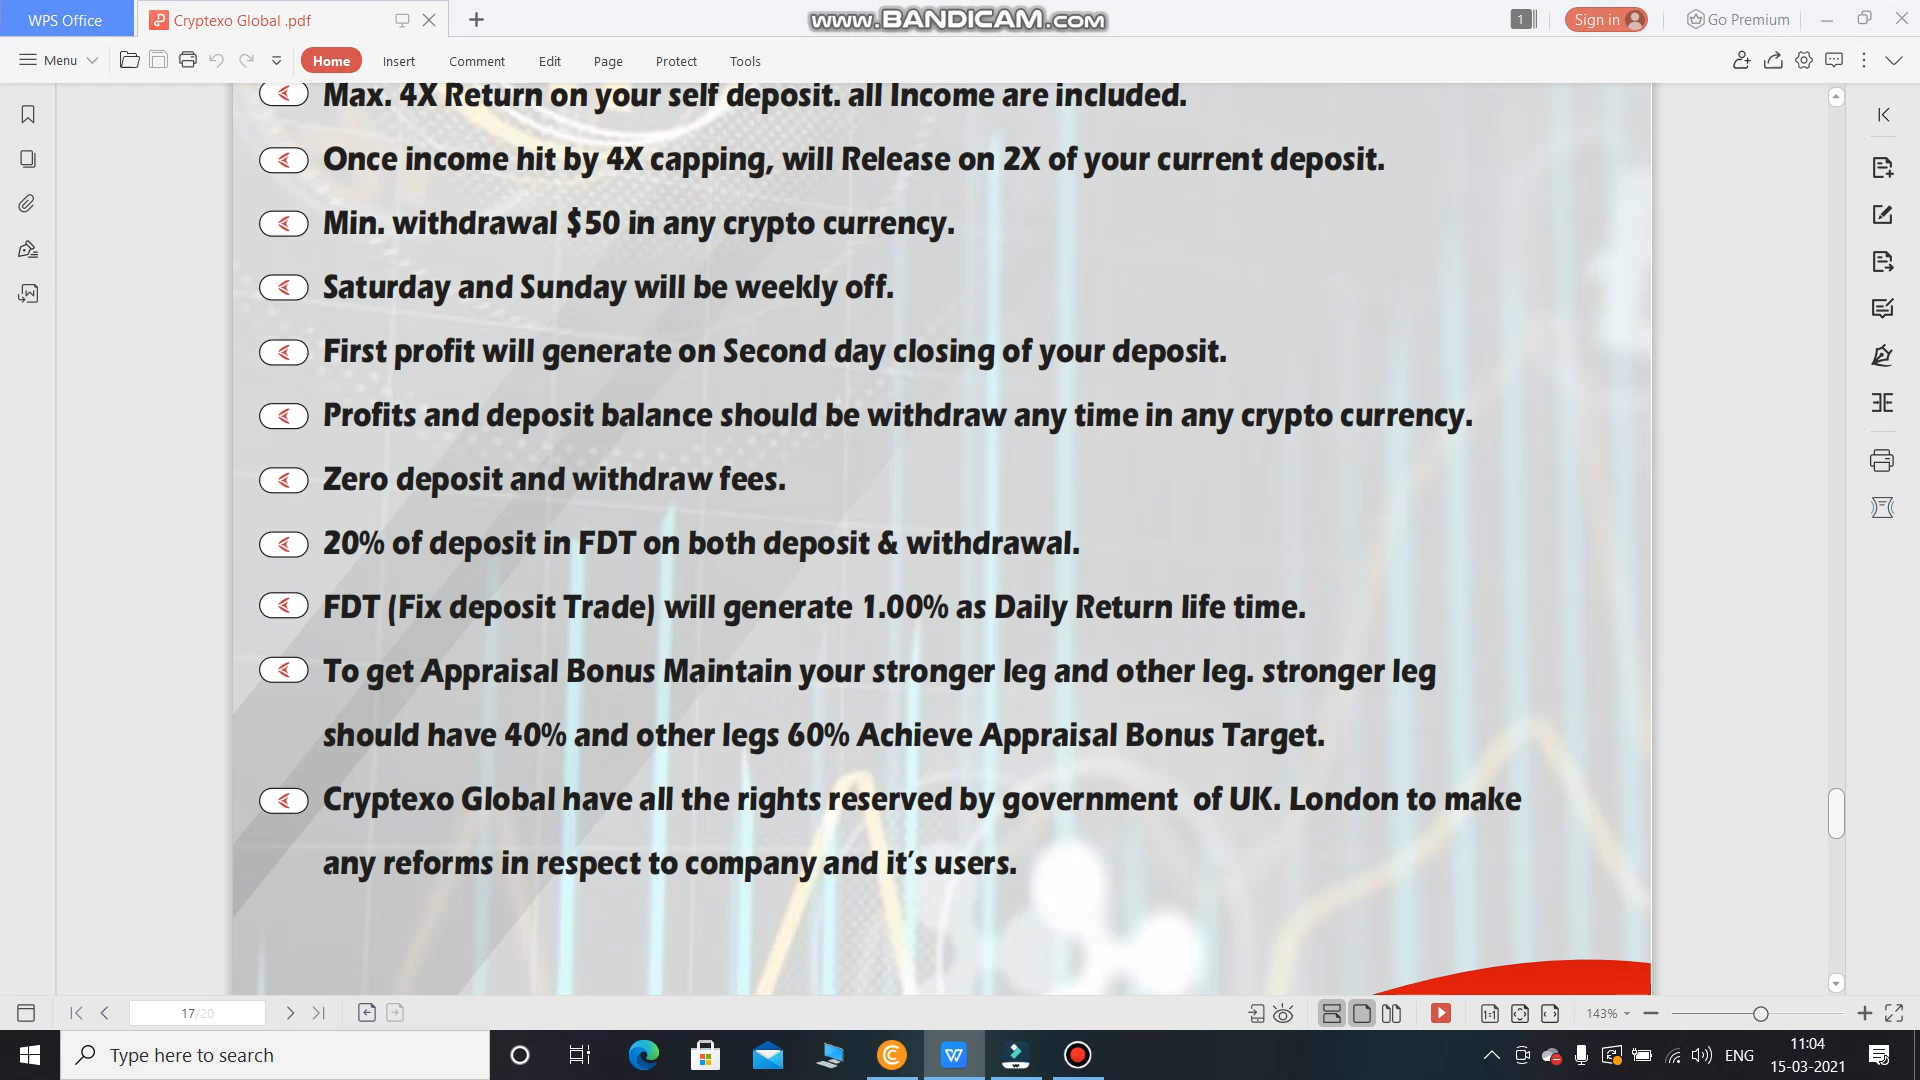 WPS Office
Cryptexo Global .pdf
www.BANDICAM.com
1
Sign in
Go Premium
Menu
Home
Insert
Comment
Edit
Page
Protect
Tools
Max. 4X Return on your self deposit. all Income are included.
Once income hit by 4X capping, will Release on 2X of your current deposit.
Min. withdrawal $50 in any crypto currency.
Saturday and Sunday will be weekly off.
First profit will generate on Second day closing of your deposit.
Profits and deposit balance should be withdraw any time in any crypto currency.
Zero deposit and withdraw fees.
20% of deposit in FDT on both deposit & withdrawal.
FDT (Fix deposit Trade) will generate 1.00% as Daily Return life time.
To get Appraisal Bonus Maintain your stronger leg and other leg. stronger leg
should have 40% and other legs 60% Achieve Appraisal Bonus Target.
Cryptexo Global have all the rights reserved by government of UK. London to make
any reforms in respect to company and it's users.
17/20
143%
Type here to search
ENG
11:04
15-03-2021